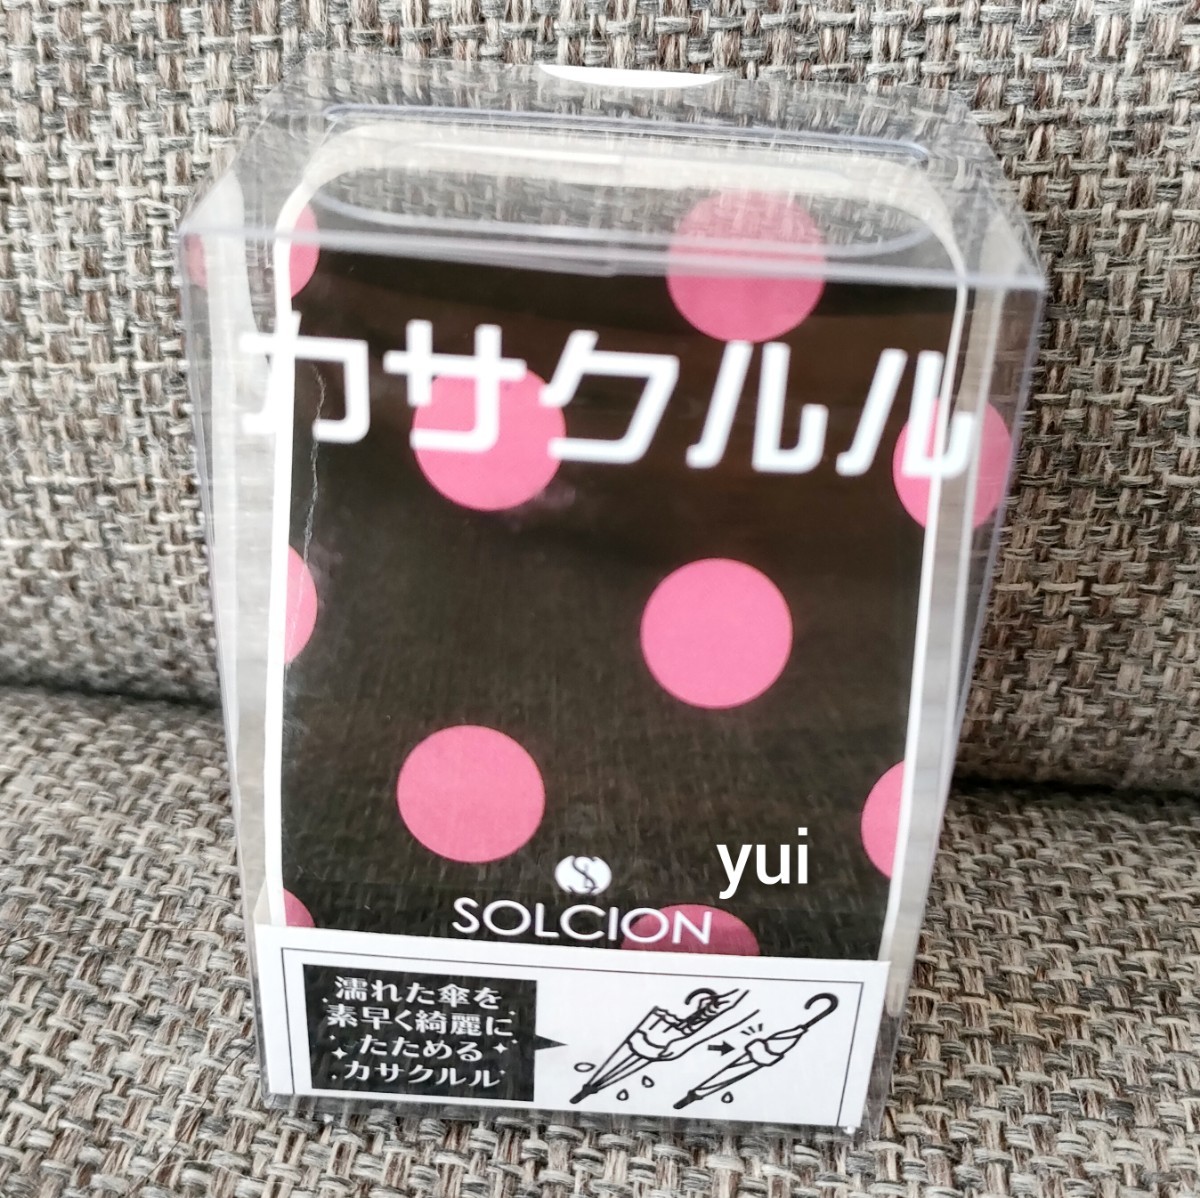 カサクルル
yui
SOLCION
濡れた傘を
素早く綺麗に
たためる
カサクルル